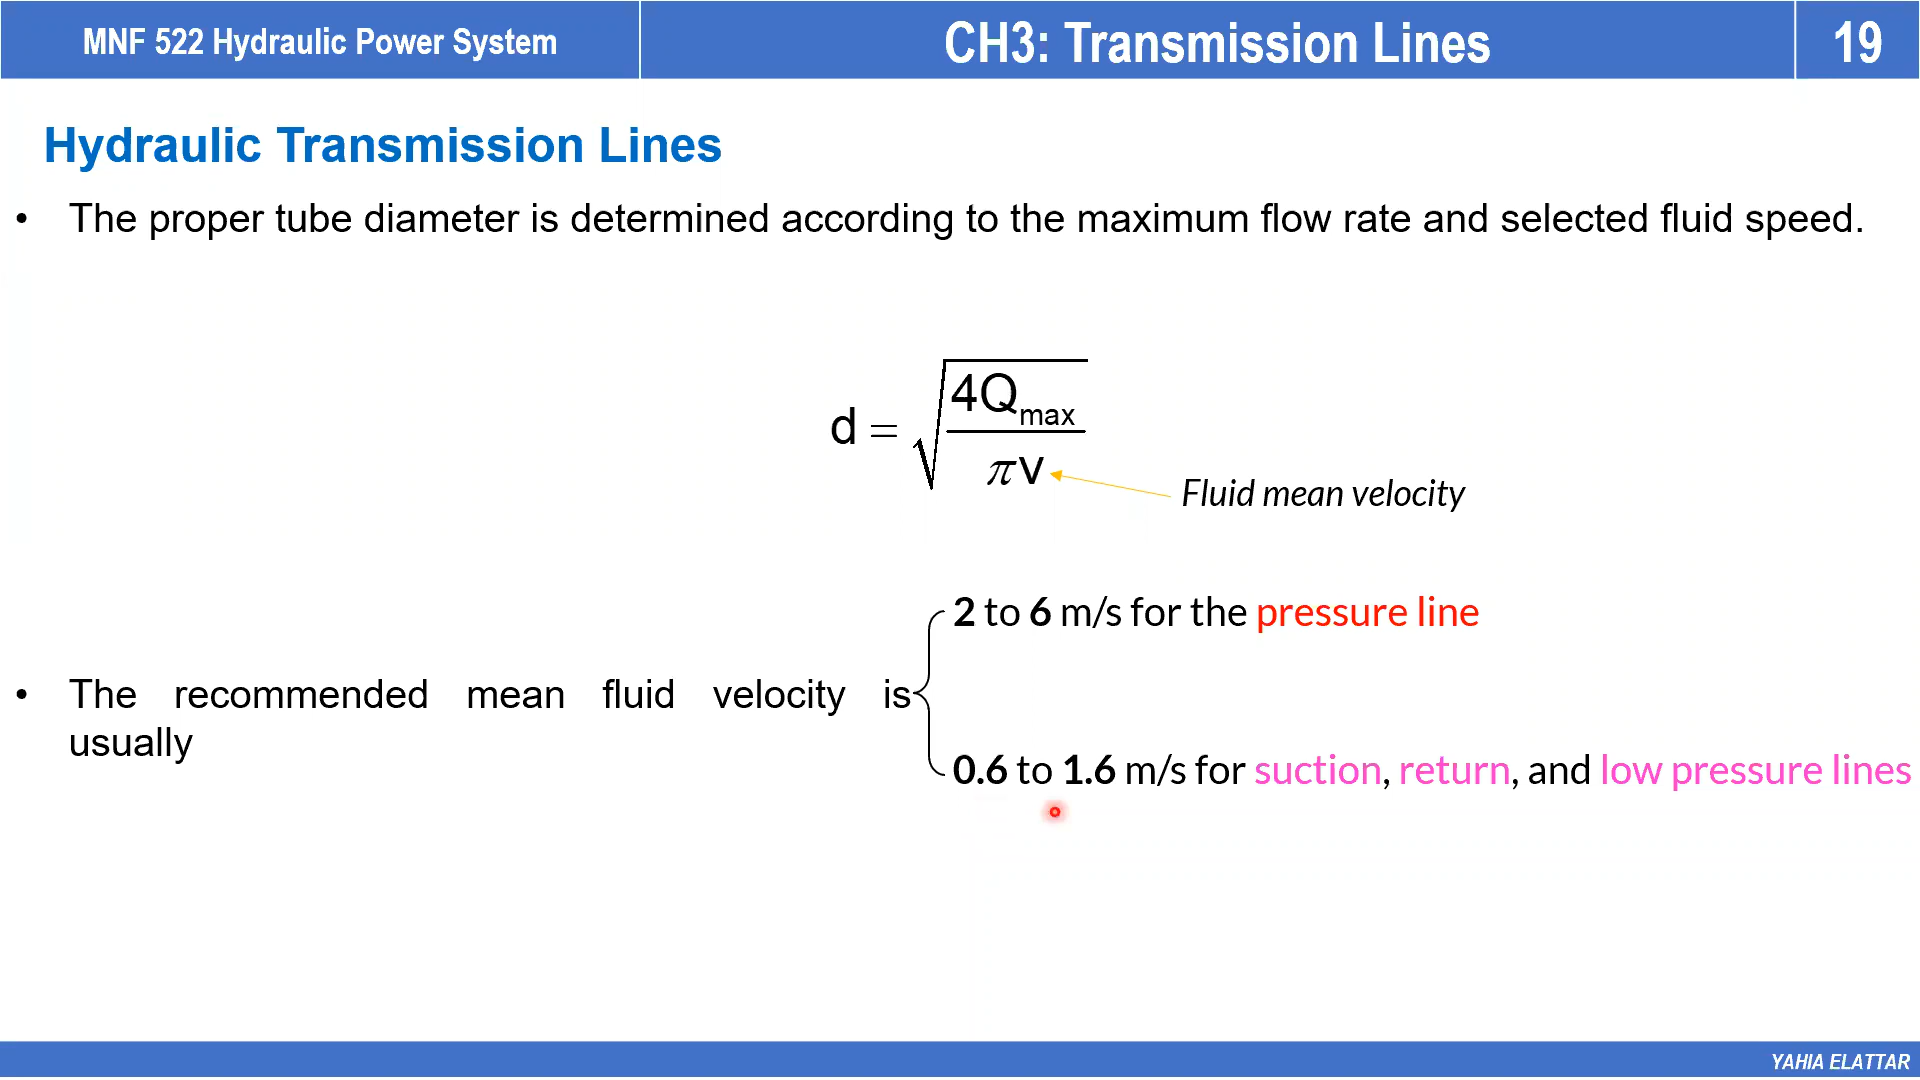 MNF 522 Hydraulic Power System
CH3: Transmission Lines
19
Hydraulic Transmission Lines
• The proper tube diameter is determined according to the maximum flow rate and selected fluid speed.
d = √(4Qmax / πv)
Fluid mean velocity
2 to 6 m/s for the pressure line
• The recommended mean fluid velocity is
usually
0.6 to 1.6 m/s for suction, return, and low pressure lines
YAHIA ELATTAR